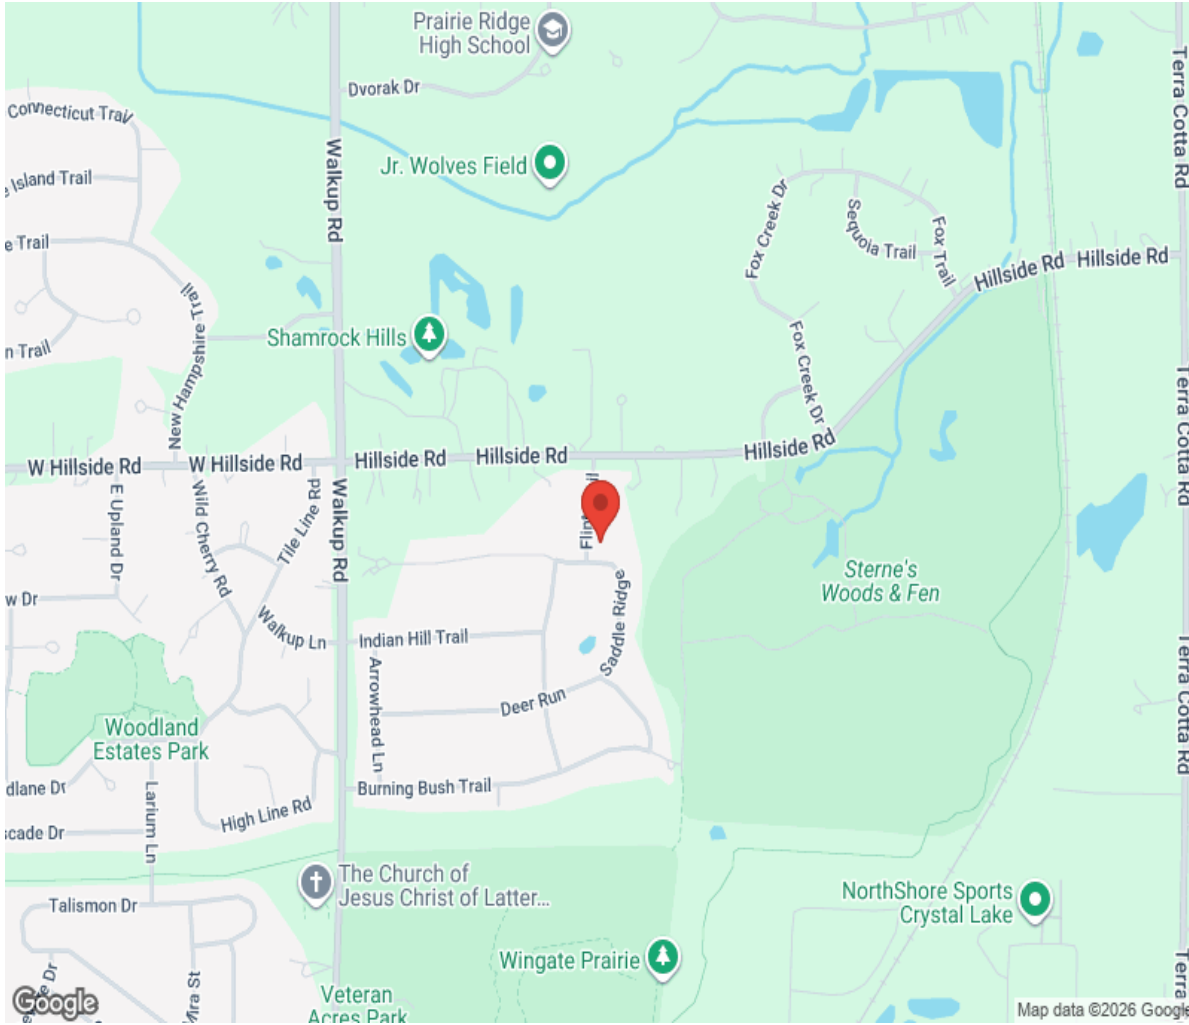 Prairie Ridge
High School
Terra Cotta Rd
Dvorak Dr
Connecticut Trail
Walkup Rd
Jr. Wolves Field
Island Trail
Fox Creek Dr
Sequoia Trail
Fox Trail
Trail
Hillside Rd
Hillside Rd
New Hampshire Trail
Shamrock Hills
Trail
Fox Creek Dr
Terra Cotta Rd
W Hillside Rd
W Hillside Rd
Hillside Rd
Hillside Rd
Hillside Rd
E Upland Dr
Wild Cherry Rd
Tile Line Rd
Walkup Rd
Sterne's
Woods & Fen
Saddle Ridge
Dr
Walkup Ln
Indian Hill Trail
Arrowhead Ln
Terra Cotta Rd
Deer Run
Woodland
Estates Park
Burning Bush Trail
Dr
Larium Ln
High Line Rd
Dr
The Church of
Jesus Christ of Latter...
NorthShore Sports
Crystal Lake
Talismon Dr
Wingate Prairie
Terra
Dr
Mira St
Veteran
Acres Park
Google
Map data ©2026 Google